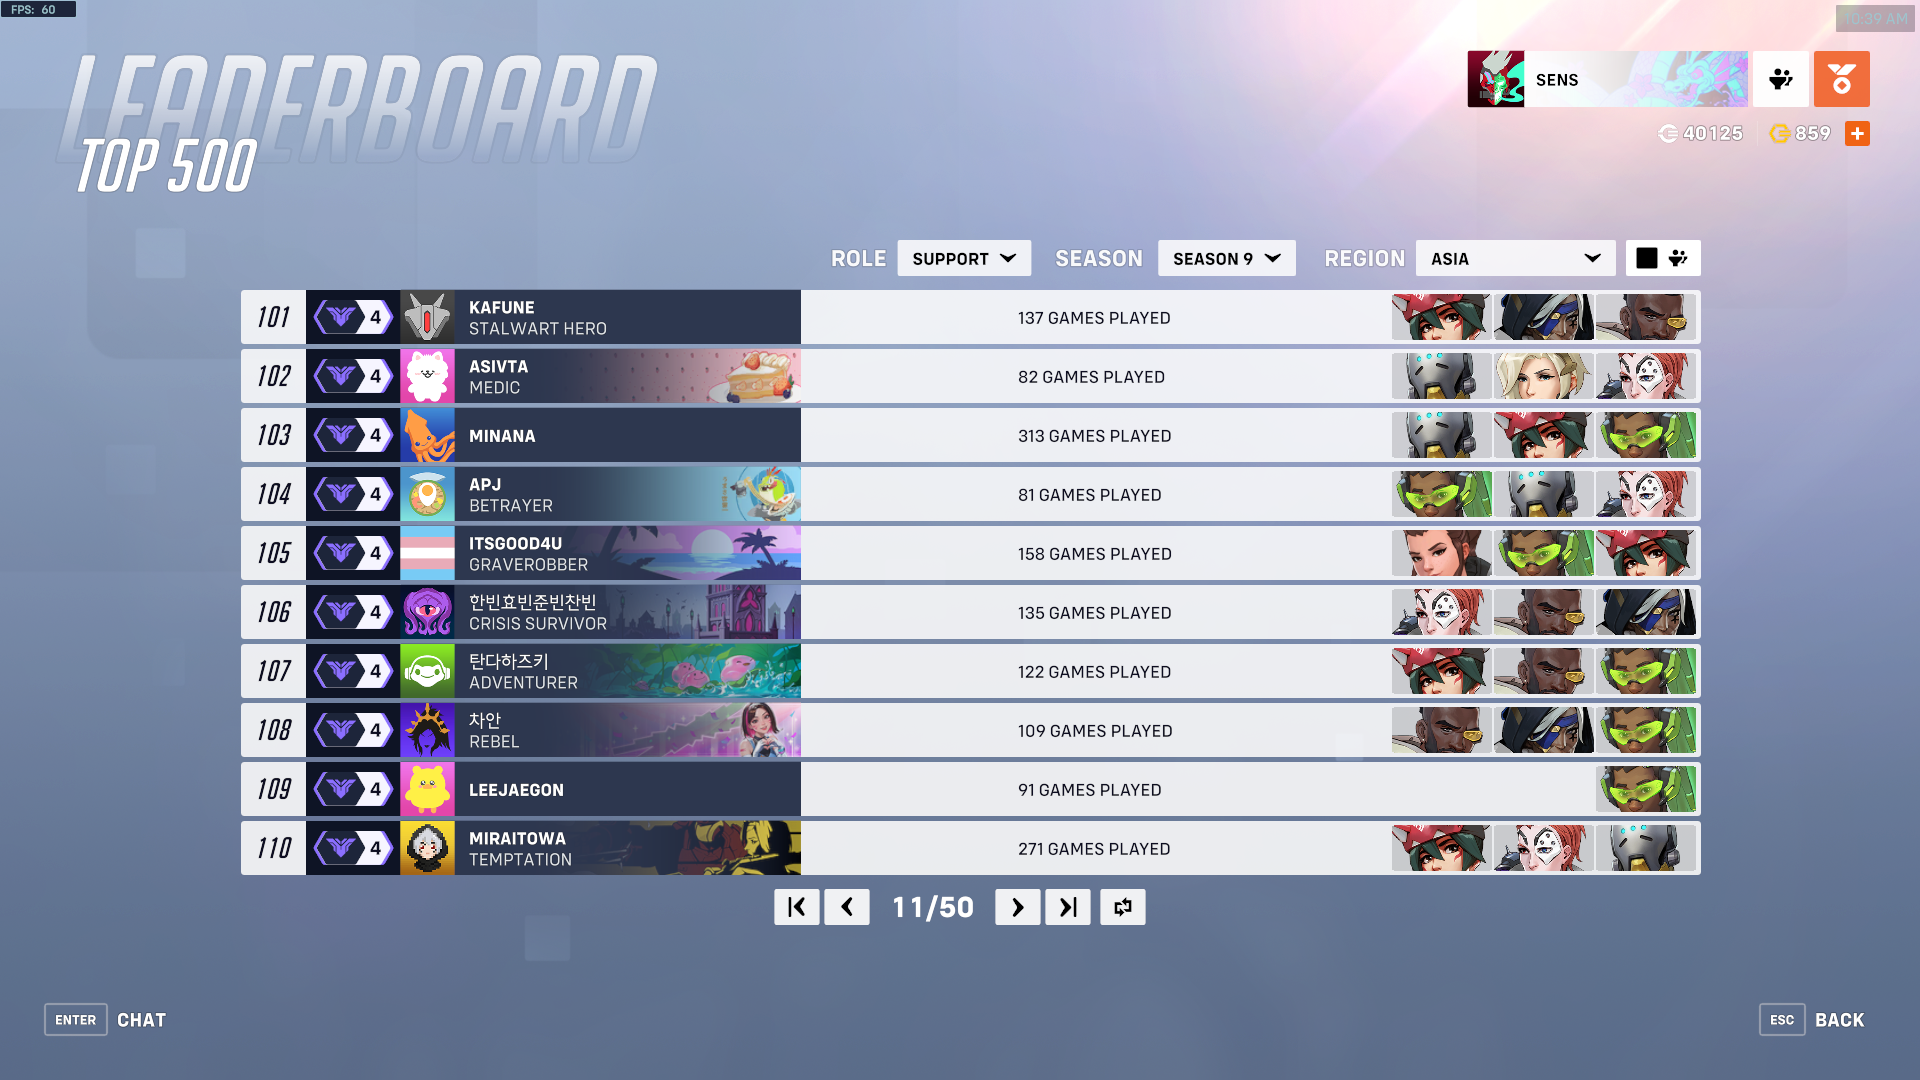 FPS: 60
10:39 AM
LEADERBOARD
TOP 500
SENS
40125
859
ROLE
SUPPORT
SEASON
SEASON 9
REGION
ASIA
101
4
KAFUNE
STALWART HERO
137 GAMES PLAYED
102
4
ASIVTA
MEDIC
82 GAMES PLAYED
103
4
MINANA
313 GAMES PLAYED
104
4
APJ
BETRAYER
81 GAMES PLAYED
105
4
ITSGOOD4U
GRAVEROBBER
158 GAMES PLAYED
106
4
한빈효빈준빈찬빈
CRISIS SURVIVOR
135 GAMES PLAYED
107
4
탄다하즈키
ADVENTURER
122 GAMES PLAYED
108
4
차안
REBEL
109 GAMES PLAYED
109
4
LEEJAEGON
91 GAMES PLAYED
110
4
MIRAITOWA
TEMPTATION
271 GAMES PLAYED
11/50
ENTER
CHAT
ESC
BACK